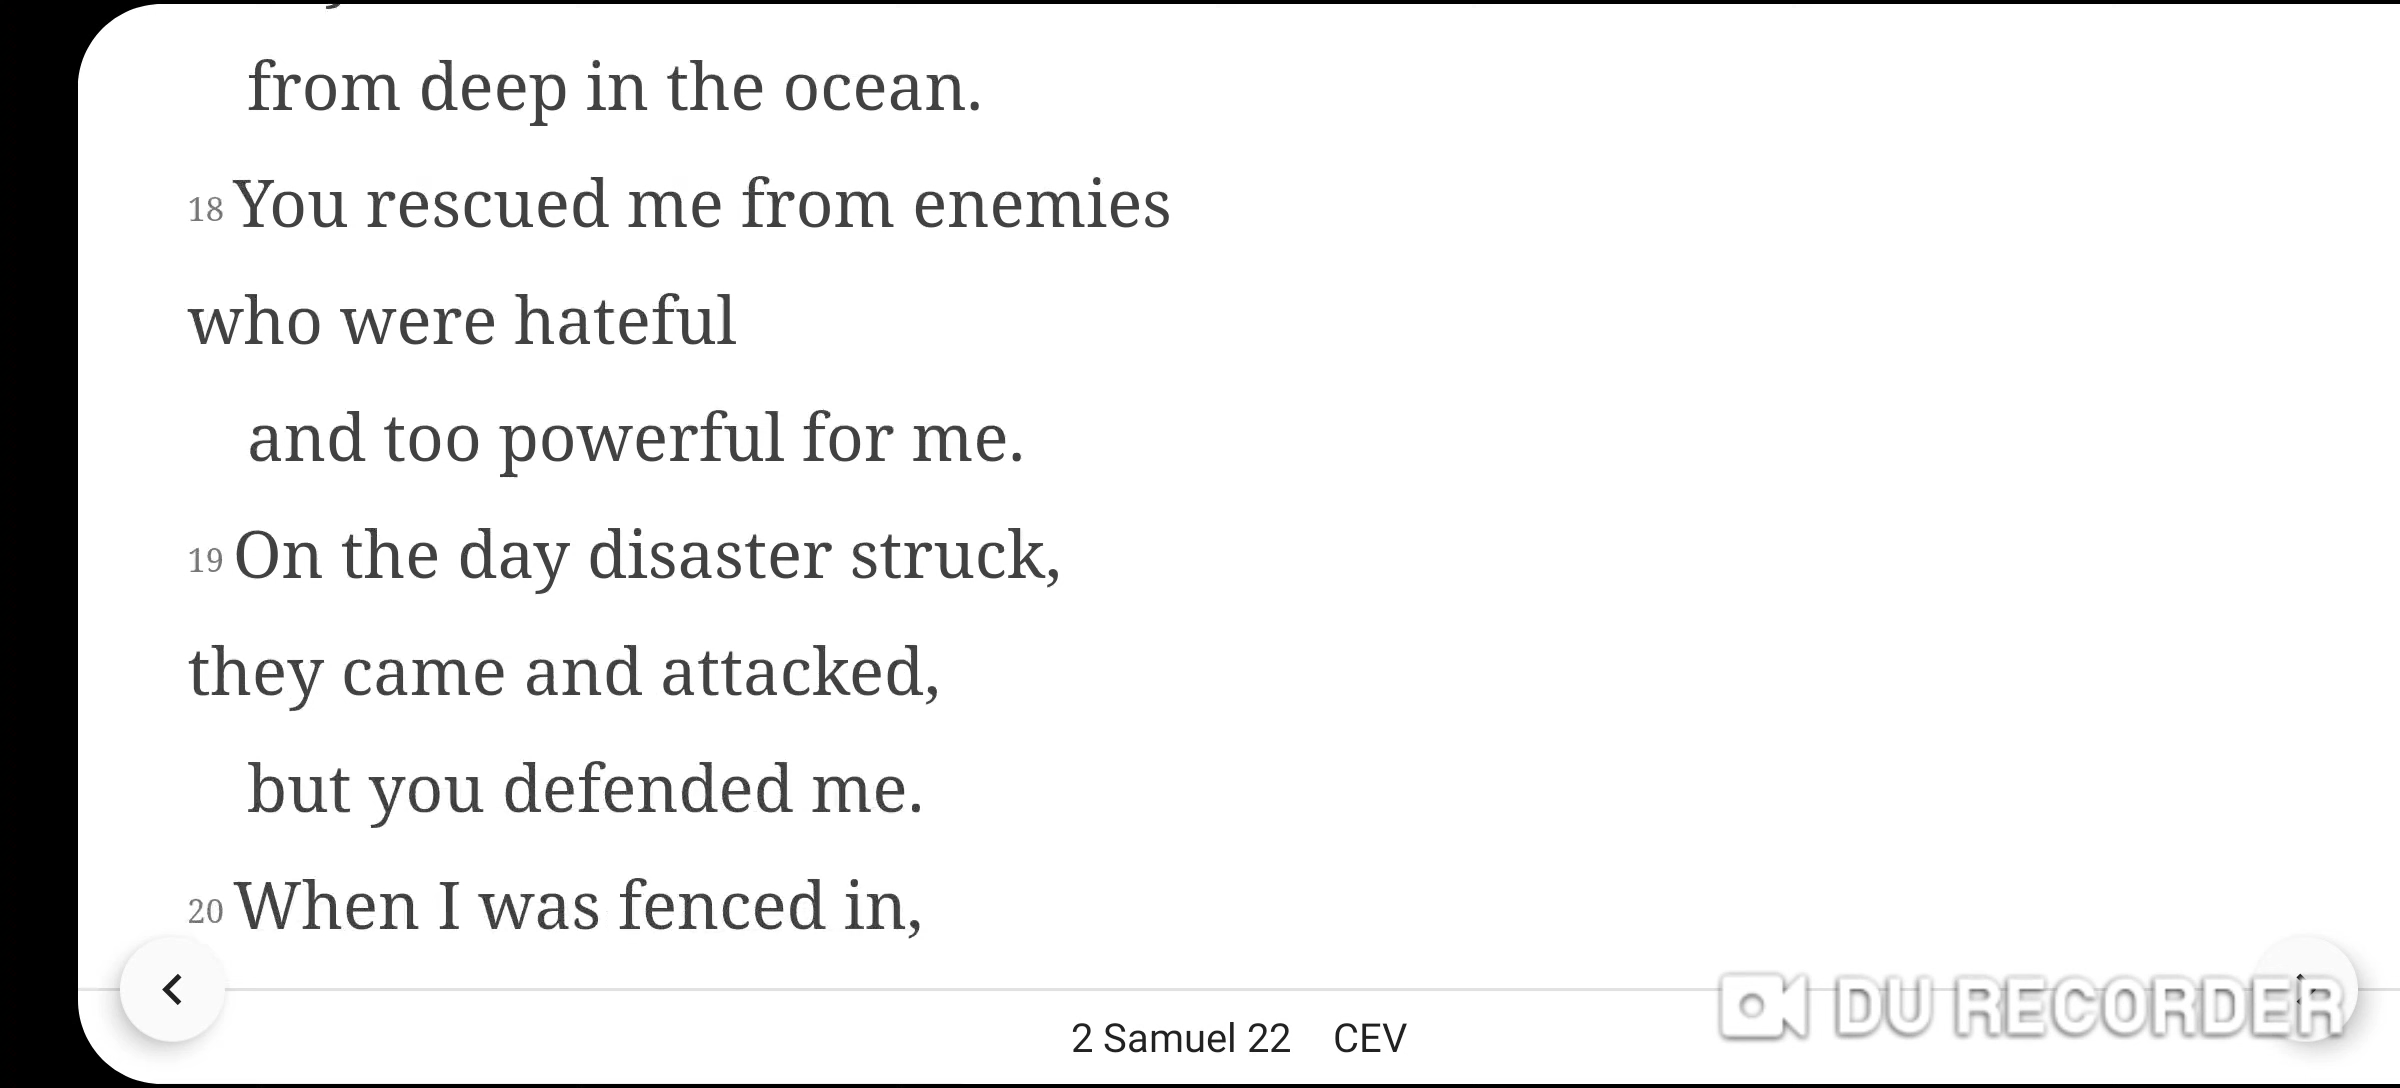 from deep in the ocean.
18 You rescued me from enemies
who were hateful
and too powerful for me.
19 On the day disaster struck,
they came and attacked,
but you defended me.
20 When I was fenced in,
2 Samuel 22 CEV
DU RECORDER